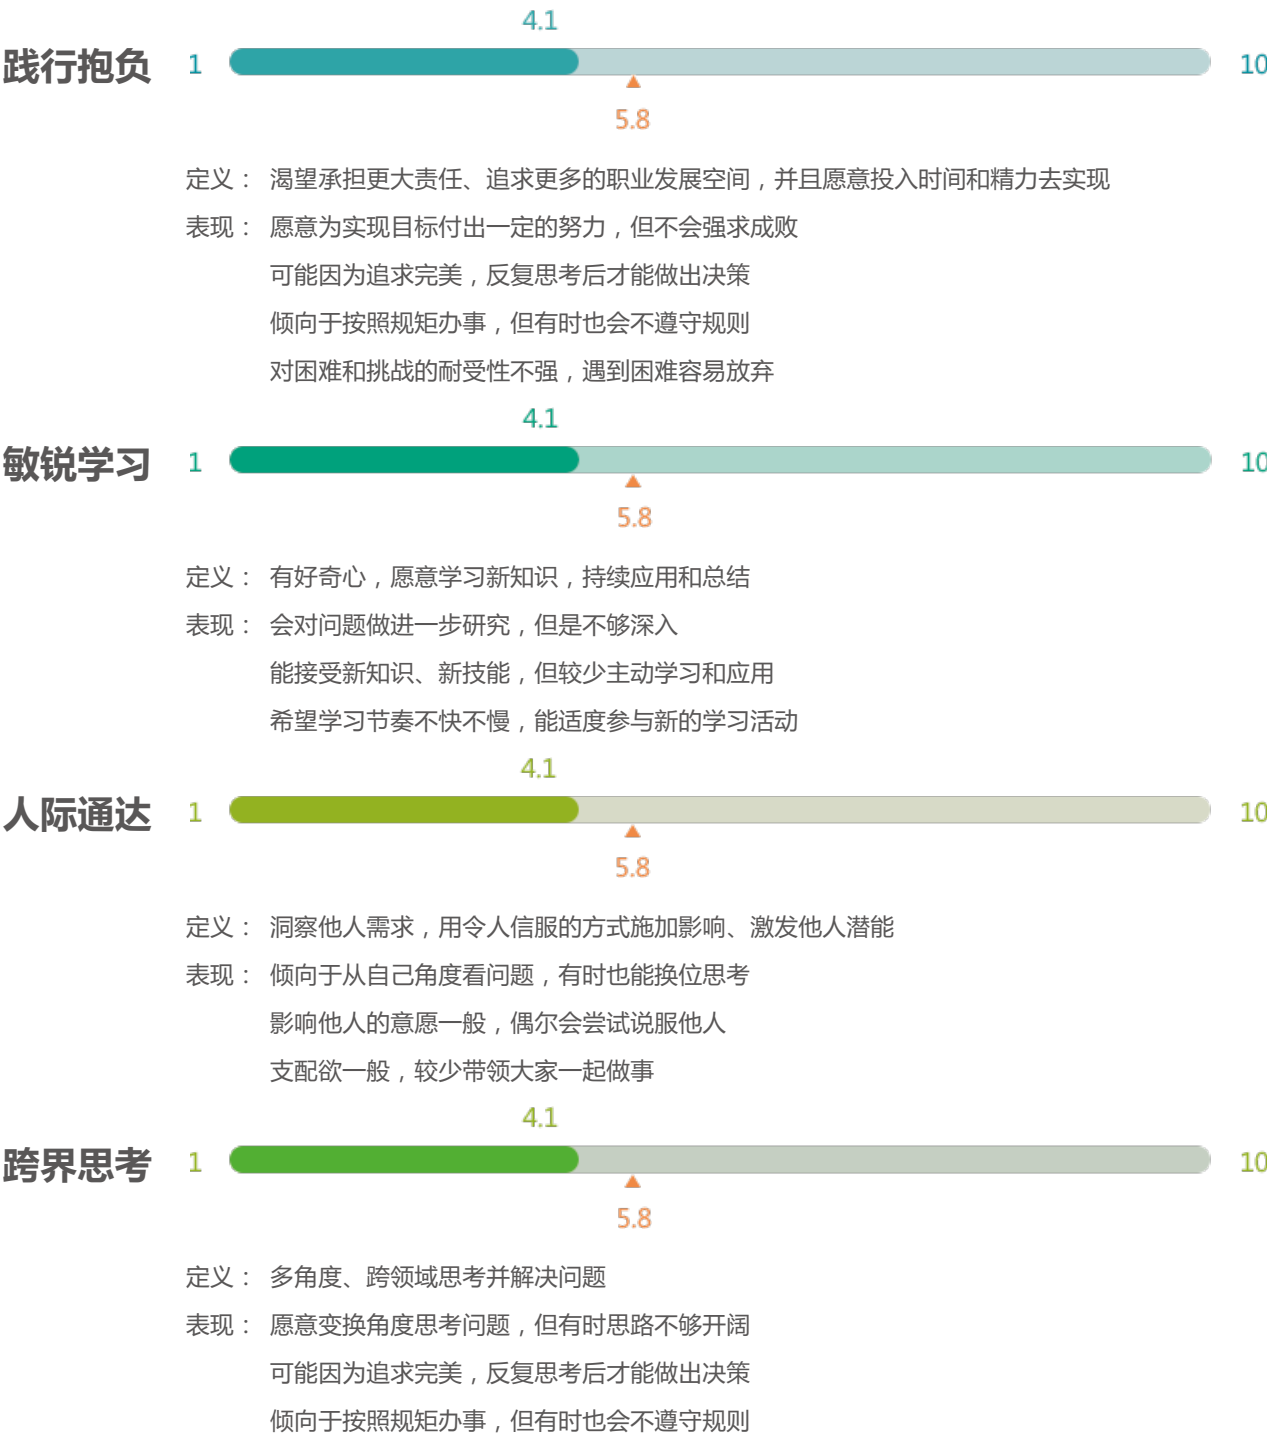 4.1
践行抱负 1 10
5.8
定义： 渴望承担更大责任、追求更多的职业发展空间，并且愿意投入时间和精力去实现
表现： 愿意为实现目标付出一定的努力，但不会强求成败
可能因为追求完美，反复思考后才能做出决策
倾向于按照规矩办事，但有时也会不遵守规则
对困难和挑战的耐受性不强，遇到困难容易放弃
4.1
敏锐学习 1 10
5.8
定义： 有好奇心，愿意学习新知识，持续应用和总结
表现： 会对问题做进一步研究，但是不够深入
能接受新知识、新技能，但较少主动学习和应用
希望学习节奏不快不慢，能适度参与新的学习活动
4.1
人际通达 1 10
5.8
定义： 洞察他人需求，用令人信服的方式施加影响、激发他人潜能
表现： 倾向于从自己角度看问题，有时也能换位思考
影响他人的意愿一般，偶尔会尝试说服他人
支配欲一般，较少带领大家一起做事
4.1
跨界思考 1 10
5.8
定义： 多角度、跨领域思考并解决问题
表现： 愿意变换角度思考问题，但有时思路不够开阔
可能因为追求完美，反复思考后才能做出决策
倾向于按照规矩办事，但有时也会不遵守规则